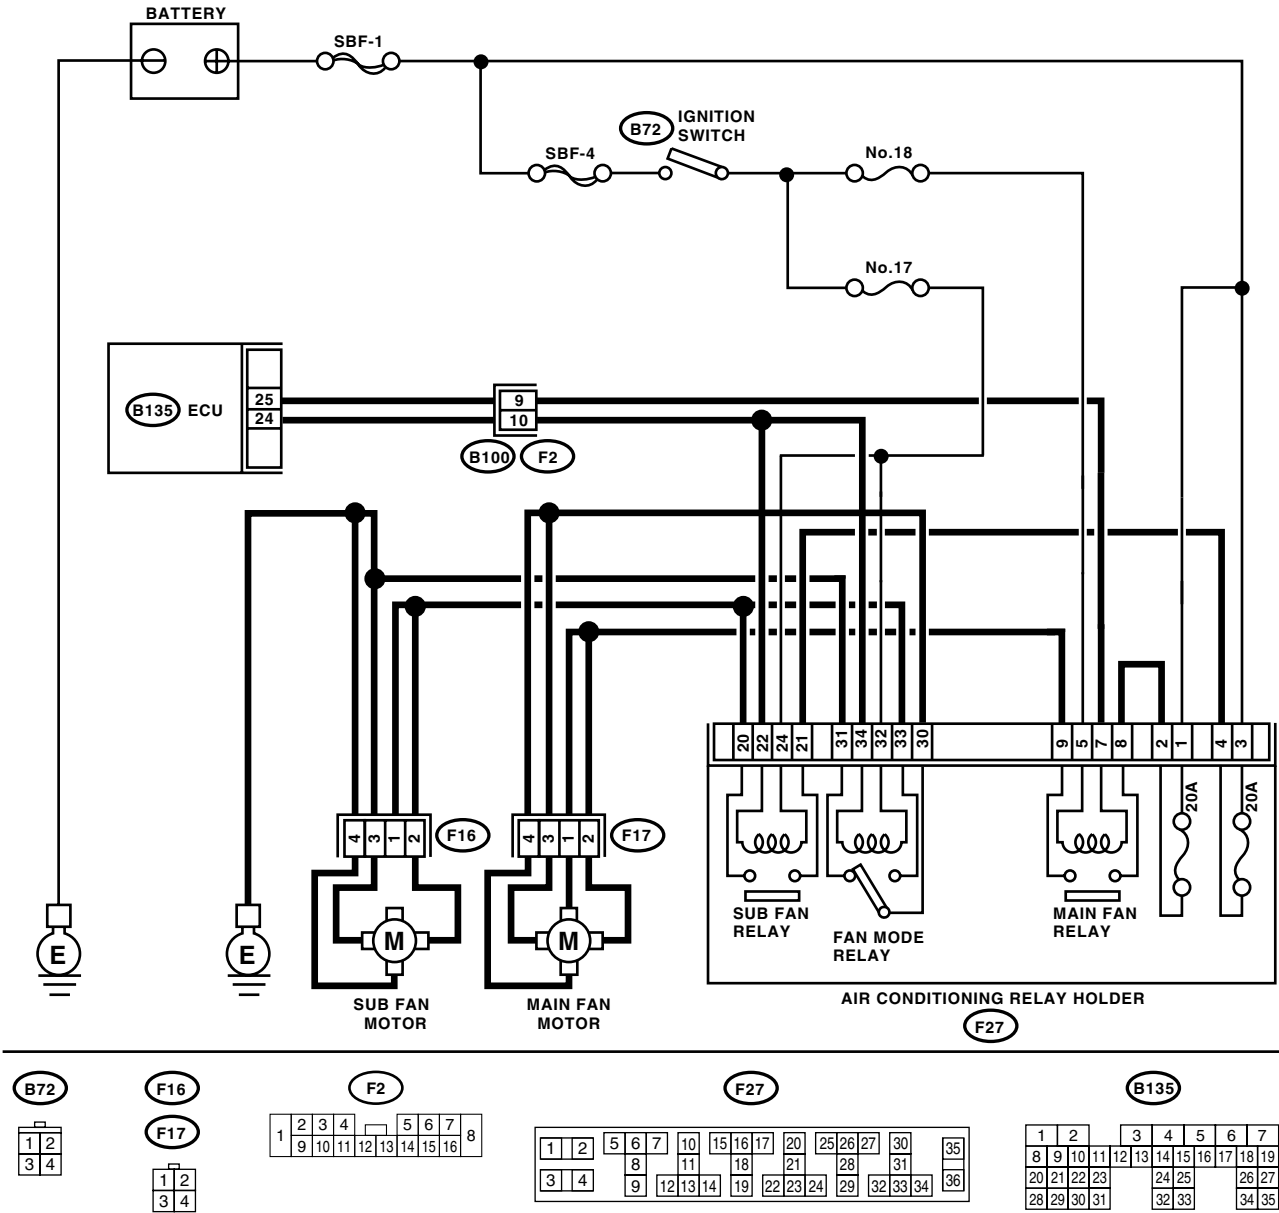 BATTERY
SBF-1
B72 IGNITION
SWITCH
SBF-4
No.18
No.17
B135 ECU
25
24
9
10
B100 F2
20 22 24 21 31 34 32 33 30 9 5 7 8 2 1 4 3
4 3 1 2 F16
4 3 1 2 F17
20A 20A
SUB FAN
RELAY
FAN MODE
RELAY
MAIN FAN
RELAY
E E M M
SUB FAN
MOTOR
MAIN FAN
MOTOR
AIR CONDITIONING RELAY HOLDER
F27
B72
1 2
3 4
F16
F17
1 2
3 4
F2
1 2 3 4 5 6 7 8
9 10 11 12 13 14 15 16
F27
1 2 5 6 7 10 15 16 17 20 25 26 27 30 35
8 11 18 21 28 31
3 4 9 12 13 14 19 22 23 24 29 32 33 34 36
B135
1 2 3 4 5 6 7
8 9 10 11 12 13 14 15 16 17 18 19
20 21 22 23 24 25 26 27
28 29 30 31 32 33 34 35